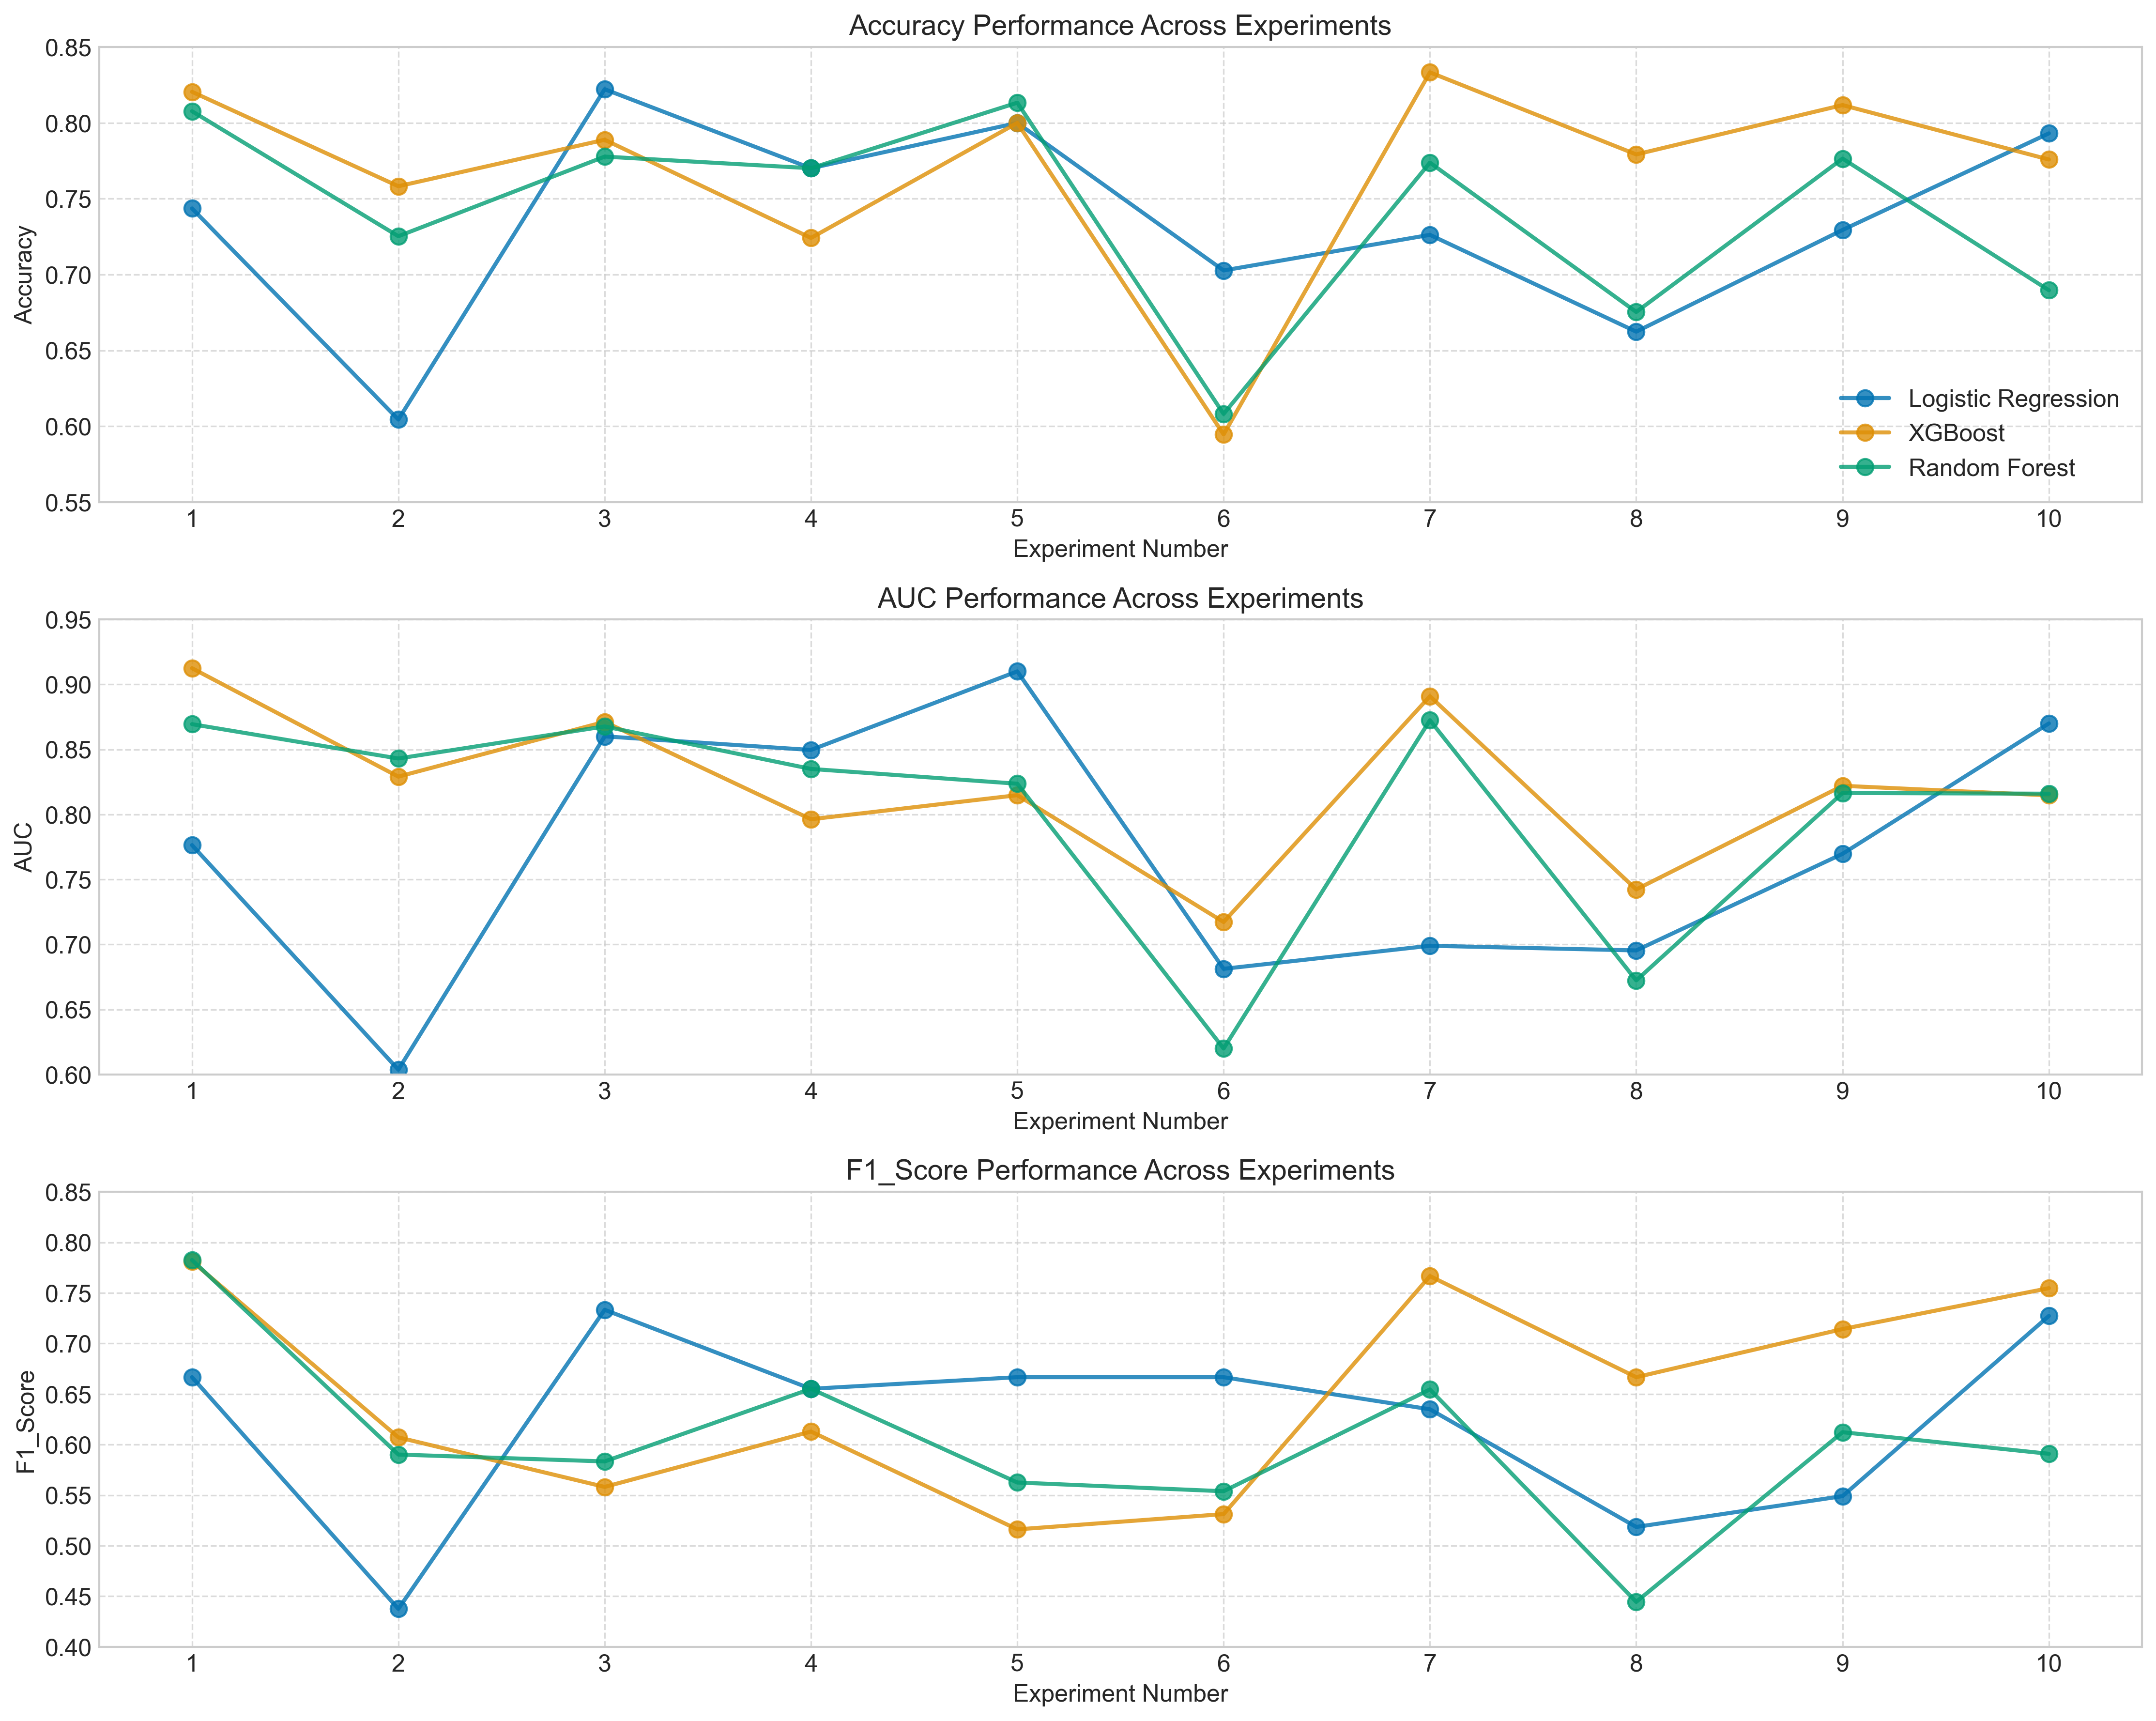 Accuracy Performance Across Experiments
0.85
0.80
0.75
0.70
0.65
0.60
0.55
Accuracy
Logistic Regression
XGBoost
Random Forest
1 2 3 4 5 6 7 8 9 10
Experiment Number
AUC Performance Across Experiments
0.95
0.90
0.85
0.80
0.75
0.70
0.65
0.60
AUC
1 2 3 4 5 6 7 8 9 10
Experiment Number
F1_Score Performance Across Experiments
0.85
0.80
0.75
0.70
0.65
0.60
0.55
0.50
0.45
0.40
F1_Score
1 2 3 4 5 6 7 8 9 10
Experiment Number